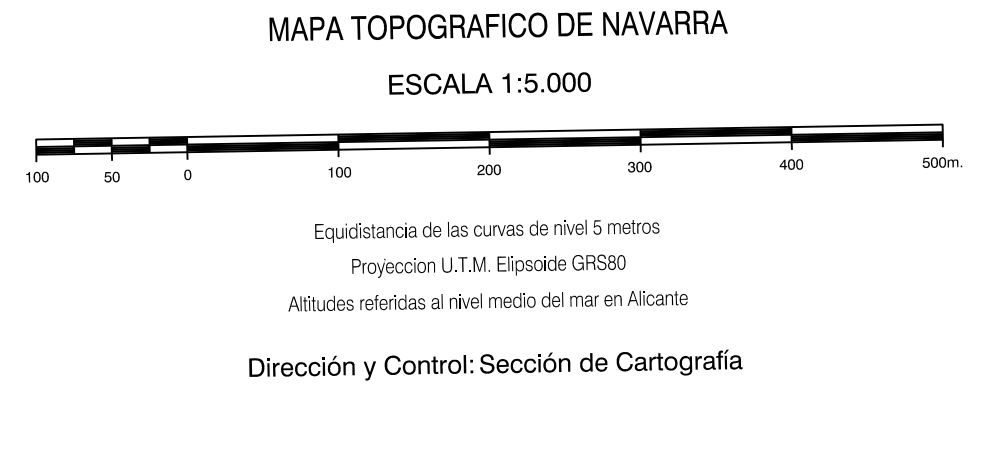 MAPA TOPOGRAFICO DE NAVARRA
ESCALA 1:5.000
100 50 0 100 200 300 400 500m.
Equidistancia de las curvas de nivel 5 metros
Proyeccion U.T.M. Elipsoide GRS80
Altitudes referidas al nivel medio del mar en Alicante
Dirección y Control: Sección de Cartografía